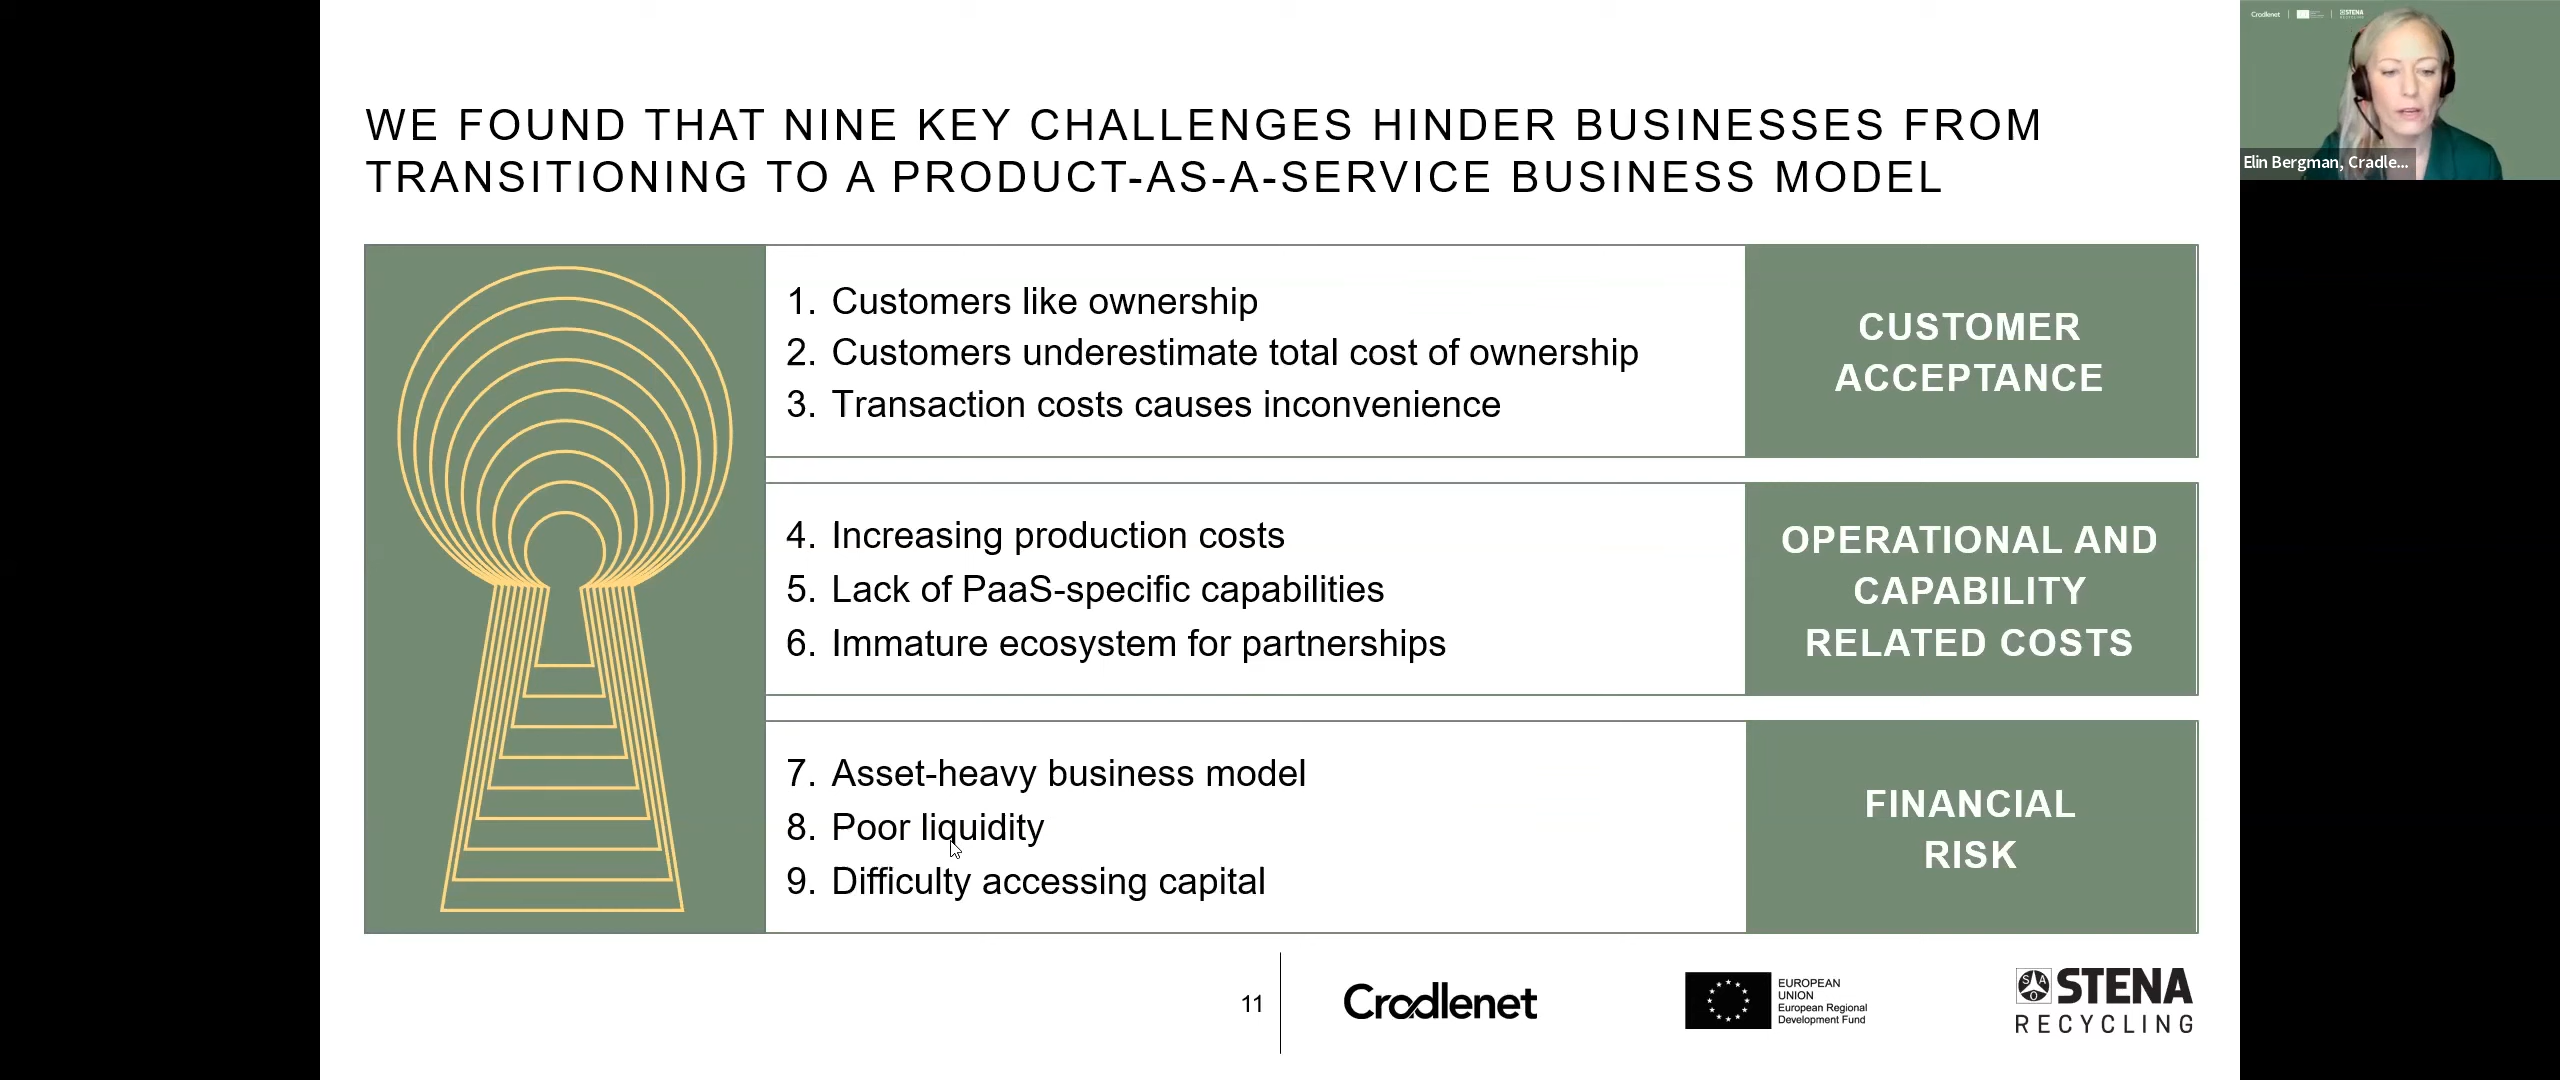 WE FOUND THAT NINE KEY CHALLENGES HINDER BUSINESSES FROM
TRANSITIONING TO A PRODUCT-AS-A-SERVICE BUSINESS MODEL
1. Customers like ownership
2. Customers underestimate total cost of ownership
3. Transaction costs causes inconvenience
CUSTOMER
ACCEPTANCE
4. Increasing production costs
5. Lack of PaaS-specific capabilities
6. Immature ecosystem for partnerships
OPERATIONAL AND
CAPABILITY
RELATED COSTS
7. Asset-heavy business model
8. Poor liquidity
9. Difficulty accessing capital
FINANCIAL
RISK
11
Cradlenet
EUROPEAN
UNION
European Regional
Development Fund
STENA
RECYCLING
Cradlenet
STENA
Elin Bergman, Cradle...